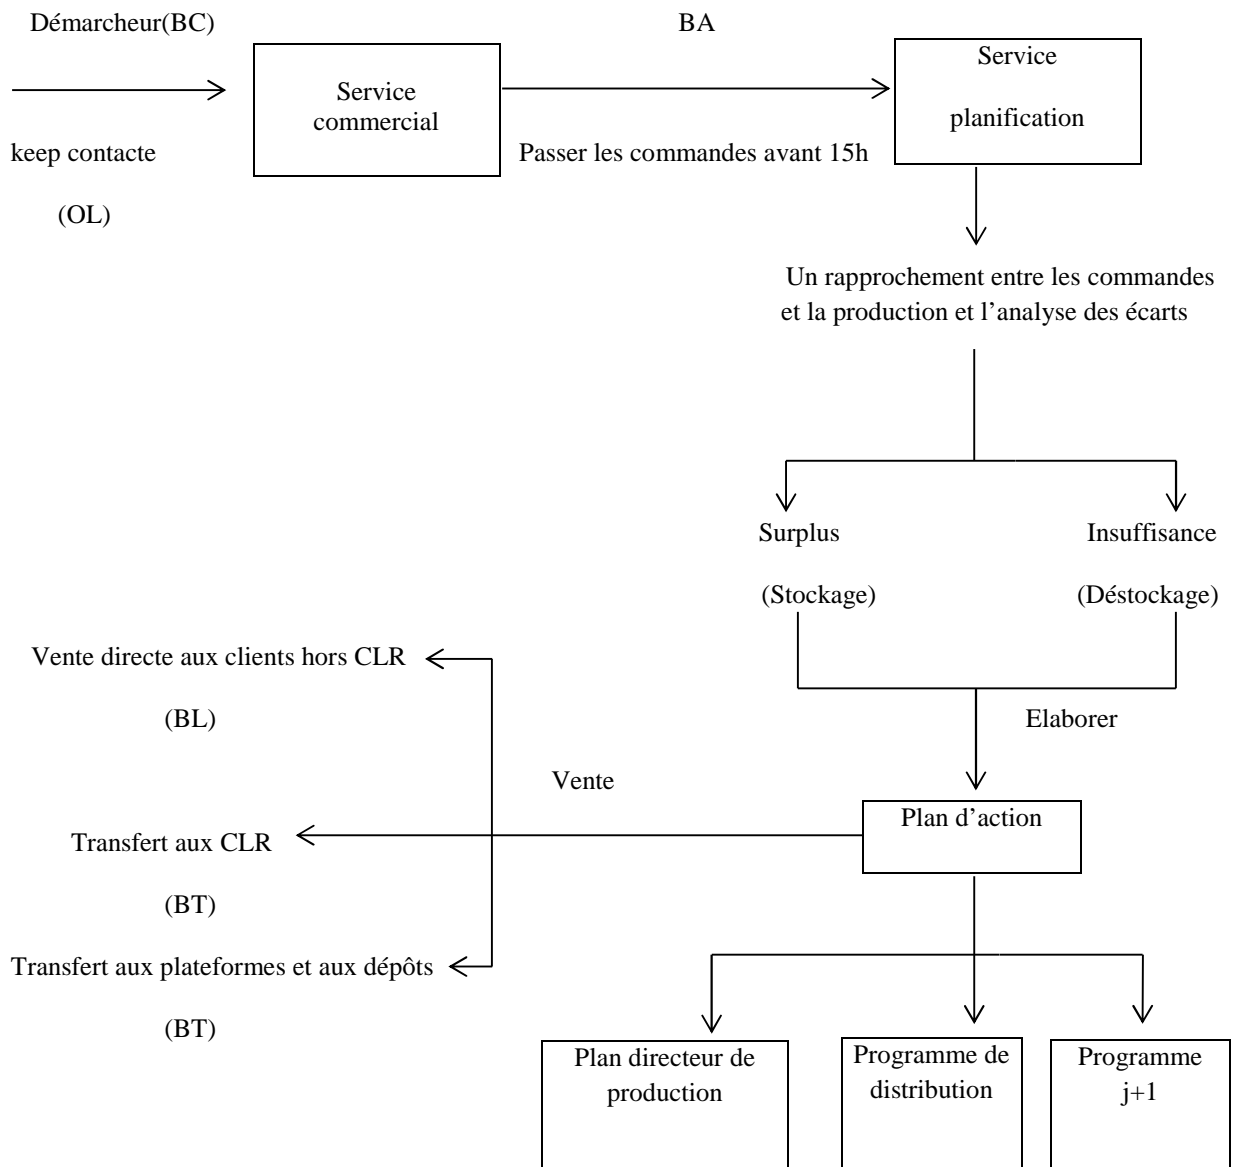 Démarcheur(BC)
BA
Service
planification
Service
commercial
keep contacte
(OL)
Passer les commandes avant 15h
Un rapprochement entre les commandes
et la production et l’analyse des écarts
Surplus
(Stockage)
Insuffisance
(Déstockage)
Elaborer
Plan d’action
Vente
Vente directe aux clients hors CLR
(BL)
Transfert aux CLR
(BT)
Transfert aux plateformes et aux dépôts
(BT)
Plan directeur de
production
Programme de
distribution
Programme
j+1